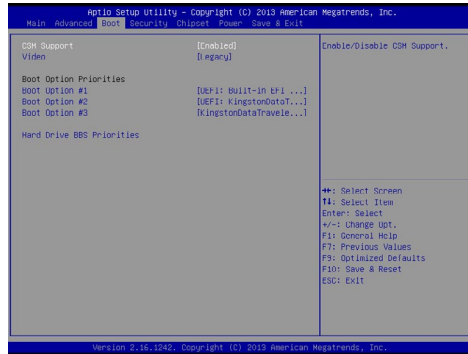 Aptio Setup Utility – Copyright (C) 2013 American Megatrends, Inc.
Main Advanced Boot Security Chipset Power Save & Exit
CSM Support [Enabled]
Video [Legacy]
Boot Option Priorities
Boot Option #1 [UEFI: Built-in EFI ...]
Boot Option #2 [UEFI: KingstonDataT...]
Boot Option #3 [KingstonDataTravele...]
Hard Drive BBS Priorities
Enable/Disable CSM Support.
→←: Select Screen
↑↓: Select Item
Enter: Select
+/-: Change Opt.
F1: General Help
F7: Previous Values
F9: Optimized Defaults
F10: Save & Reset
ESC: Exit
Version 2.16.1242. Copyright (C) 2013 American Megatrends, Inc.